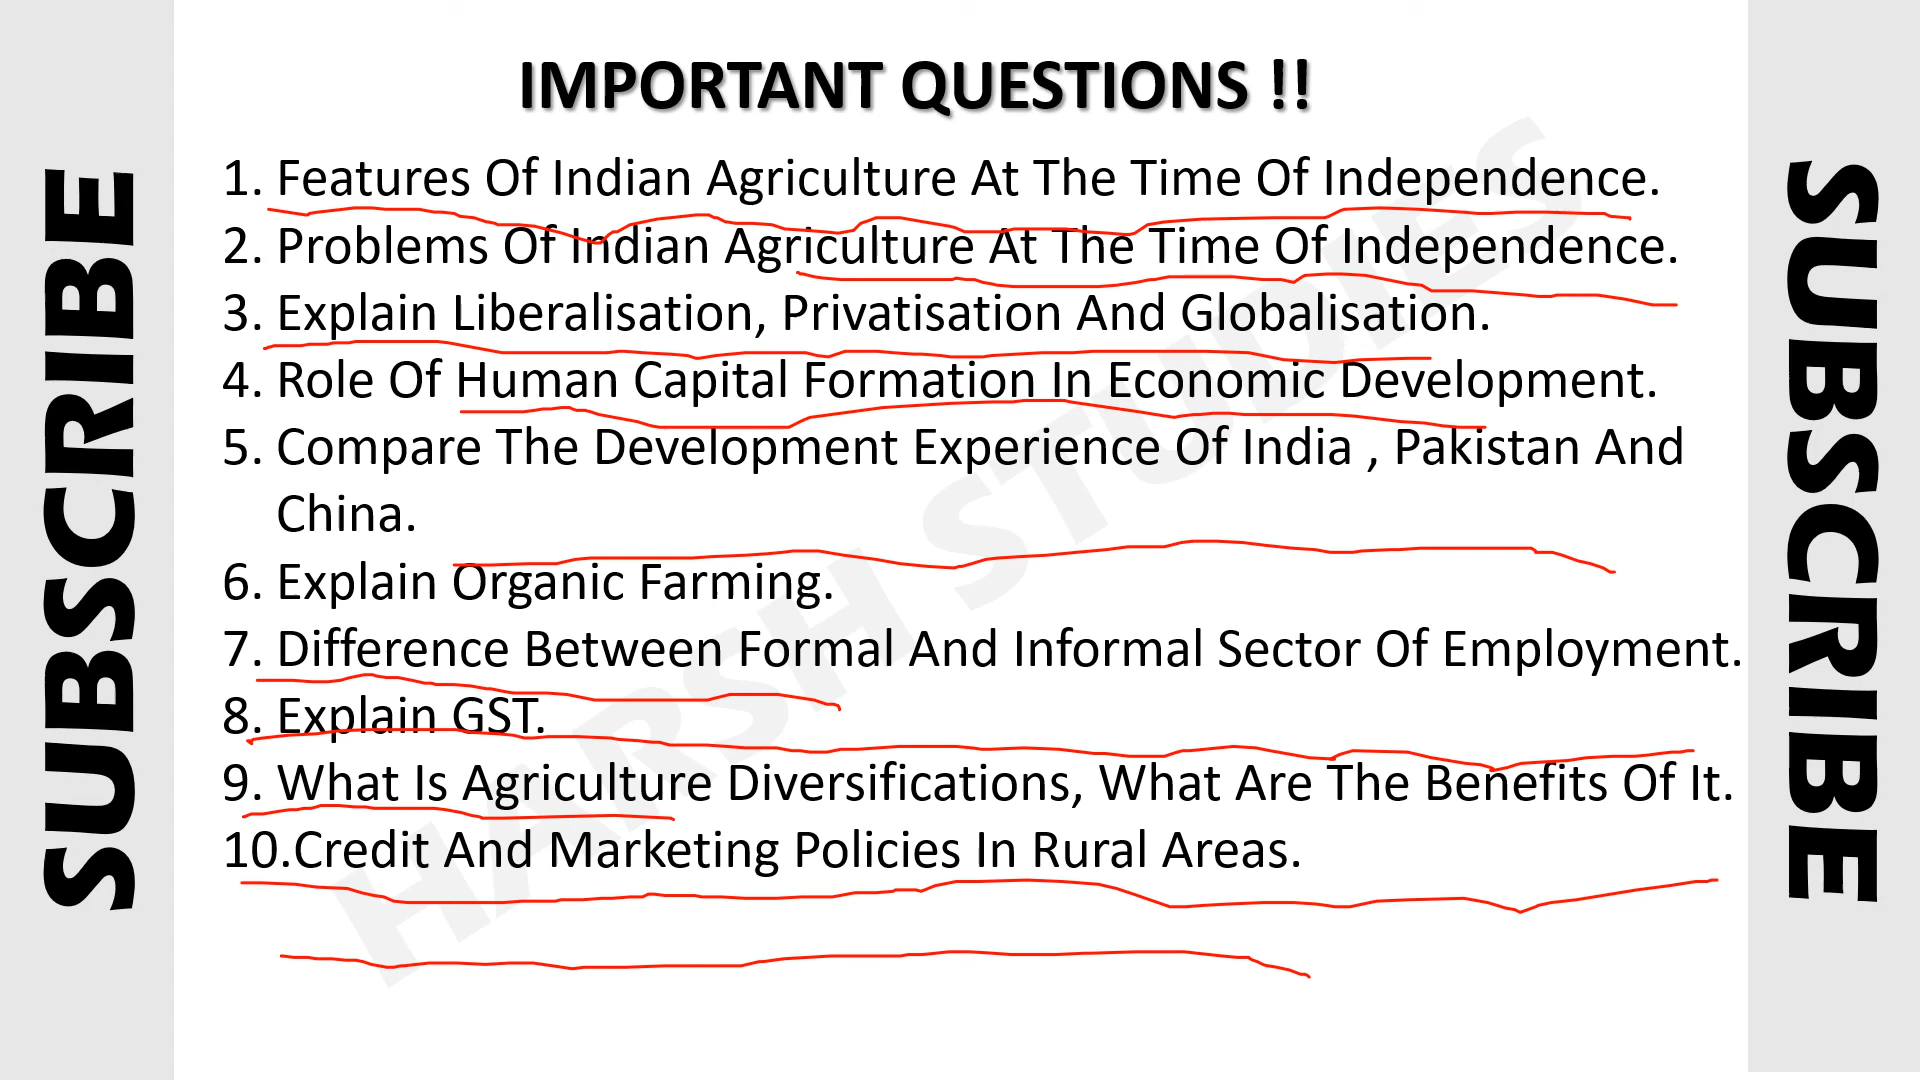 SUBSCRIBE
IMPORTANT QUESTIONS !!
1. Features Of Indian Agriculture At The Time Of Independence.
2. Problems Of Indian Agriculture At The Time Of Independence.
3. Explain Liberalisation, Privatisation And Globalisation.
4. Role Of Human Capital Formation In Economic Development.
5. Compare The Development Experience Of India , Pakistan And
China.
6. Explain Organic Farming.
7. Difference Between Formal And Informal Sector Of Employment.
8. Explain GST.
9. What Is Agriculture Diversifications, What Are The Benefits Of It.
10.Credit And Marketing Policies In Rural Areas.
HARSH STUDIES
SUBSCRIBE